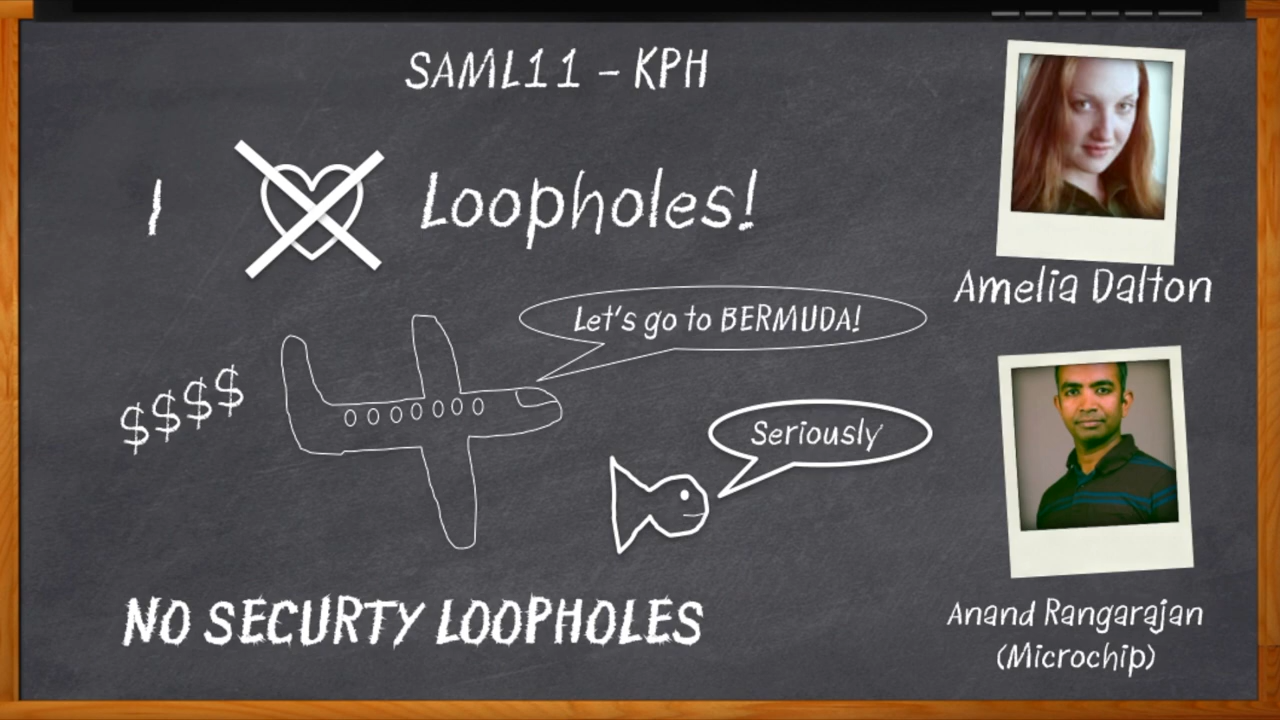 SAML11 - KPH
I Loopholes!
Amelia Dalton
Let's go to BERMUDA!
$$$$
Seriously
NO SECURTY LOOPHOLES
Anand Rangarajan
(Microchip)